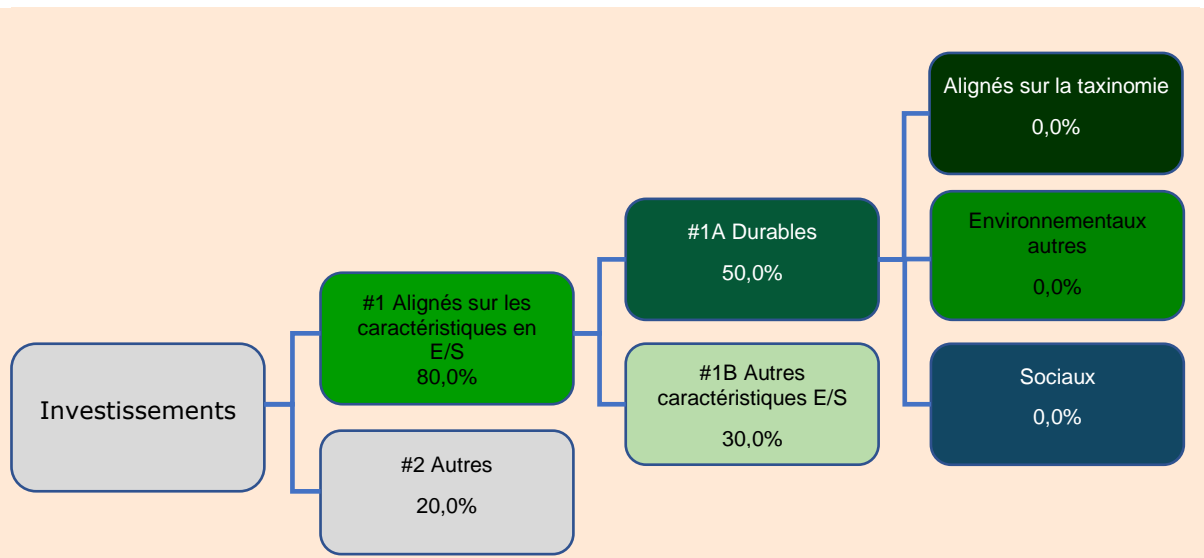 Investissements
#1 Alignés sur les
caractéristiques en
E/S
80,0%
#2 Autres
20,0%
#1A Durables
50,0%
#1B Autres
caractéristiques E/S
30,0%
Alignés sur la taxinomie
0,0%
Environnementaux
autres
0,0%
Sociaux
0,0%